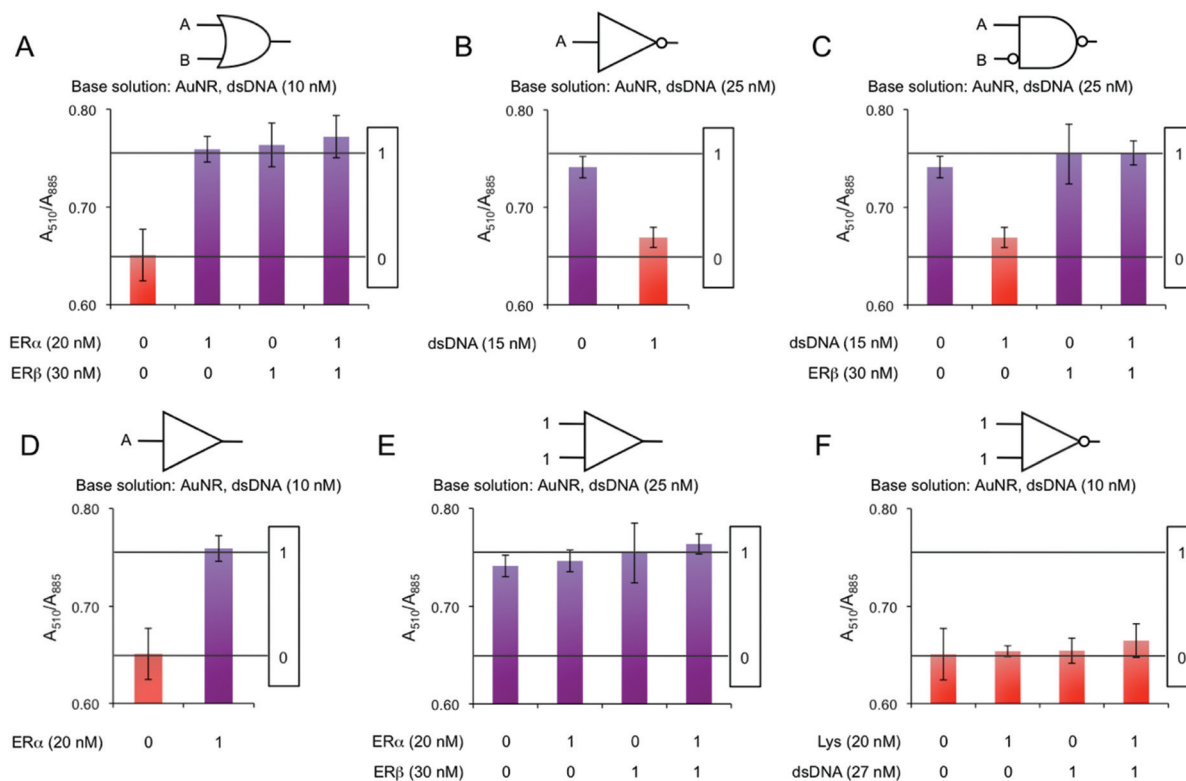 A
A
B
Base solution: AuNR, dsDNA (10 nM)
A510/A885
0.80
0.70
0.60
1
0
ERα (20 nM) 0 1 0 1
ERβ (30 nM) 0 0 1 1
B
A
Base solution: AuNR, dsDNA (25 nM)
A510/A885
0.80
0.70
0.60
1
0
dsDNA (15 nM) 0 1
C
A
B
Base solution: AuNR, dsDNA (25 nM)
A510/A885
0.80
0.70
0.60
1
0
dsDNA (15 nM) 0 1 0 1
ERβ (30 nM) 0 0 1 1
D
A
Base solution: AuNR, dsDNA (10 nM)
A510/A885
0.80
0.70
0.60
1
0
ERα (20 nM) 0 1
E
1
1
Base solution: AuNR, dsDNA (25 nM)
A510/A885
0.80
0.70
0.60
1
0
ERα (20 nM) 0 1 0 1
ERβ (30 nM) 0 0 1 1
F
1
1
Base solution: AuNR, dsDNA (10 nM)
A510/A885
0.80
0.70
0.60
1
0
Lys (20 nM) 0 1 0 1
dsDNA (27 nM) 0 0 1 1